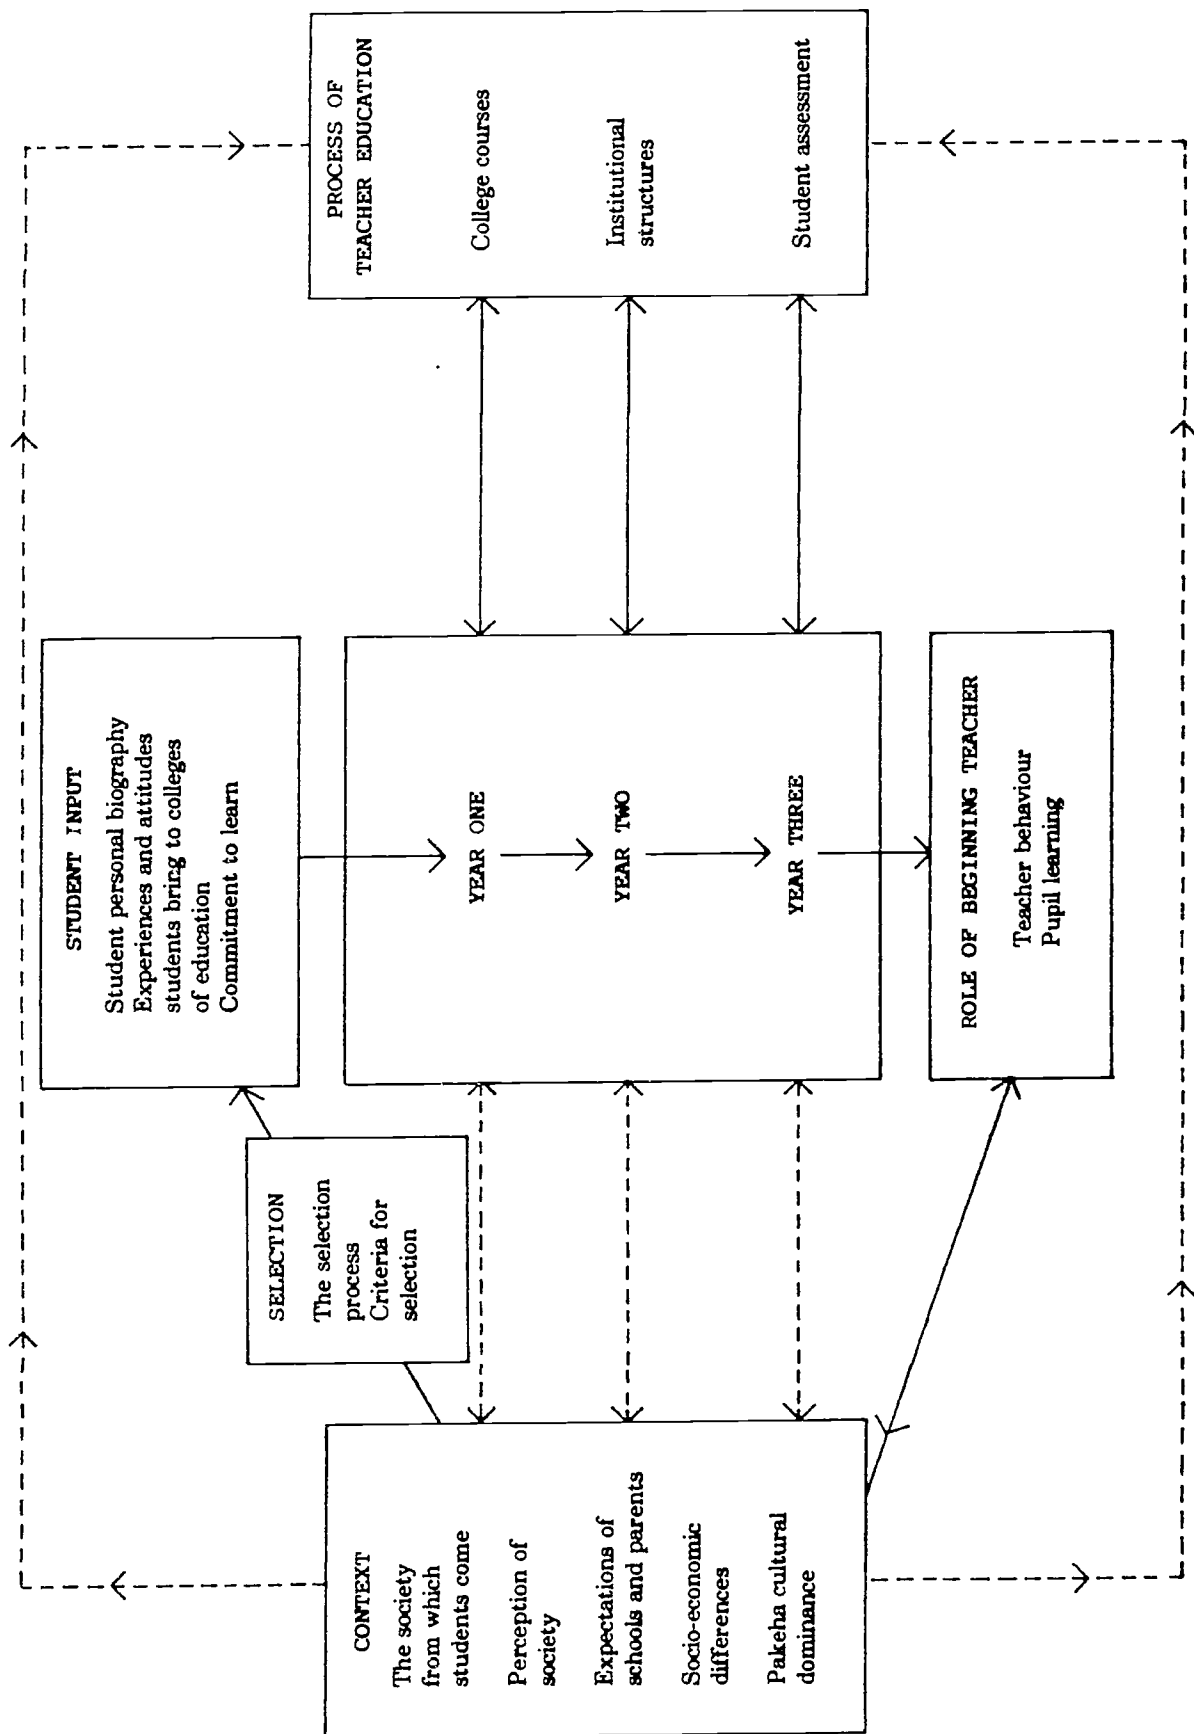 CONTEXT
The society
from which
students come
Perception of
society
Expectations of
schools and parents
Socio-economic
differences
Pakeha cultural
dominance
SELECTION
The selection
process
Criteria for
selection
STUDENT INPUT
Student personal biography
Experiences and attitudes
students bring to colleges
of education
Commitment to learn
YEAR ONE
YEAR TWO
YEAR THREE
ROLE OF BEGINNING TEACHER
Teacher behaviour
Pupil learning
PROCESS OF
TEACHER EDUCATION
College courses
Institutional
structures
Student assessment